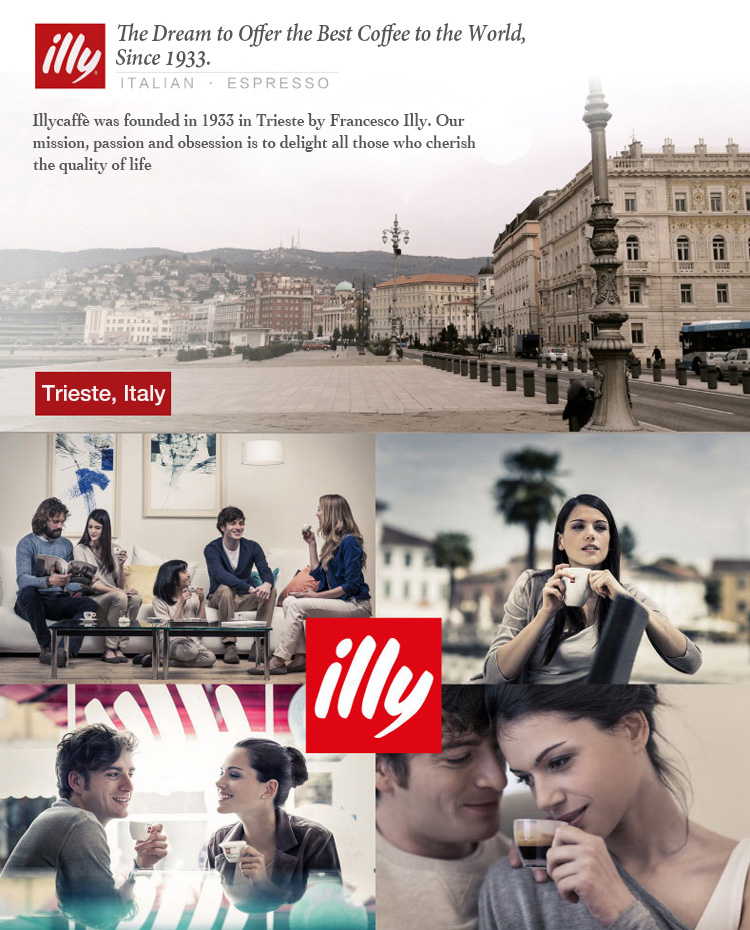 illy
The Dream to Offer the Best Coffee to the World,
Since 1933.
ITALIAN · ESPRESSO
Illycaffè was founded in 1933 in Trieste by Francesco Illy. Our
mission, passion and obsession is to delight all those who cherish
the quality of life
Trieste, Italy
illy